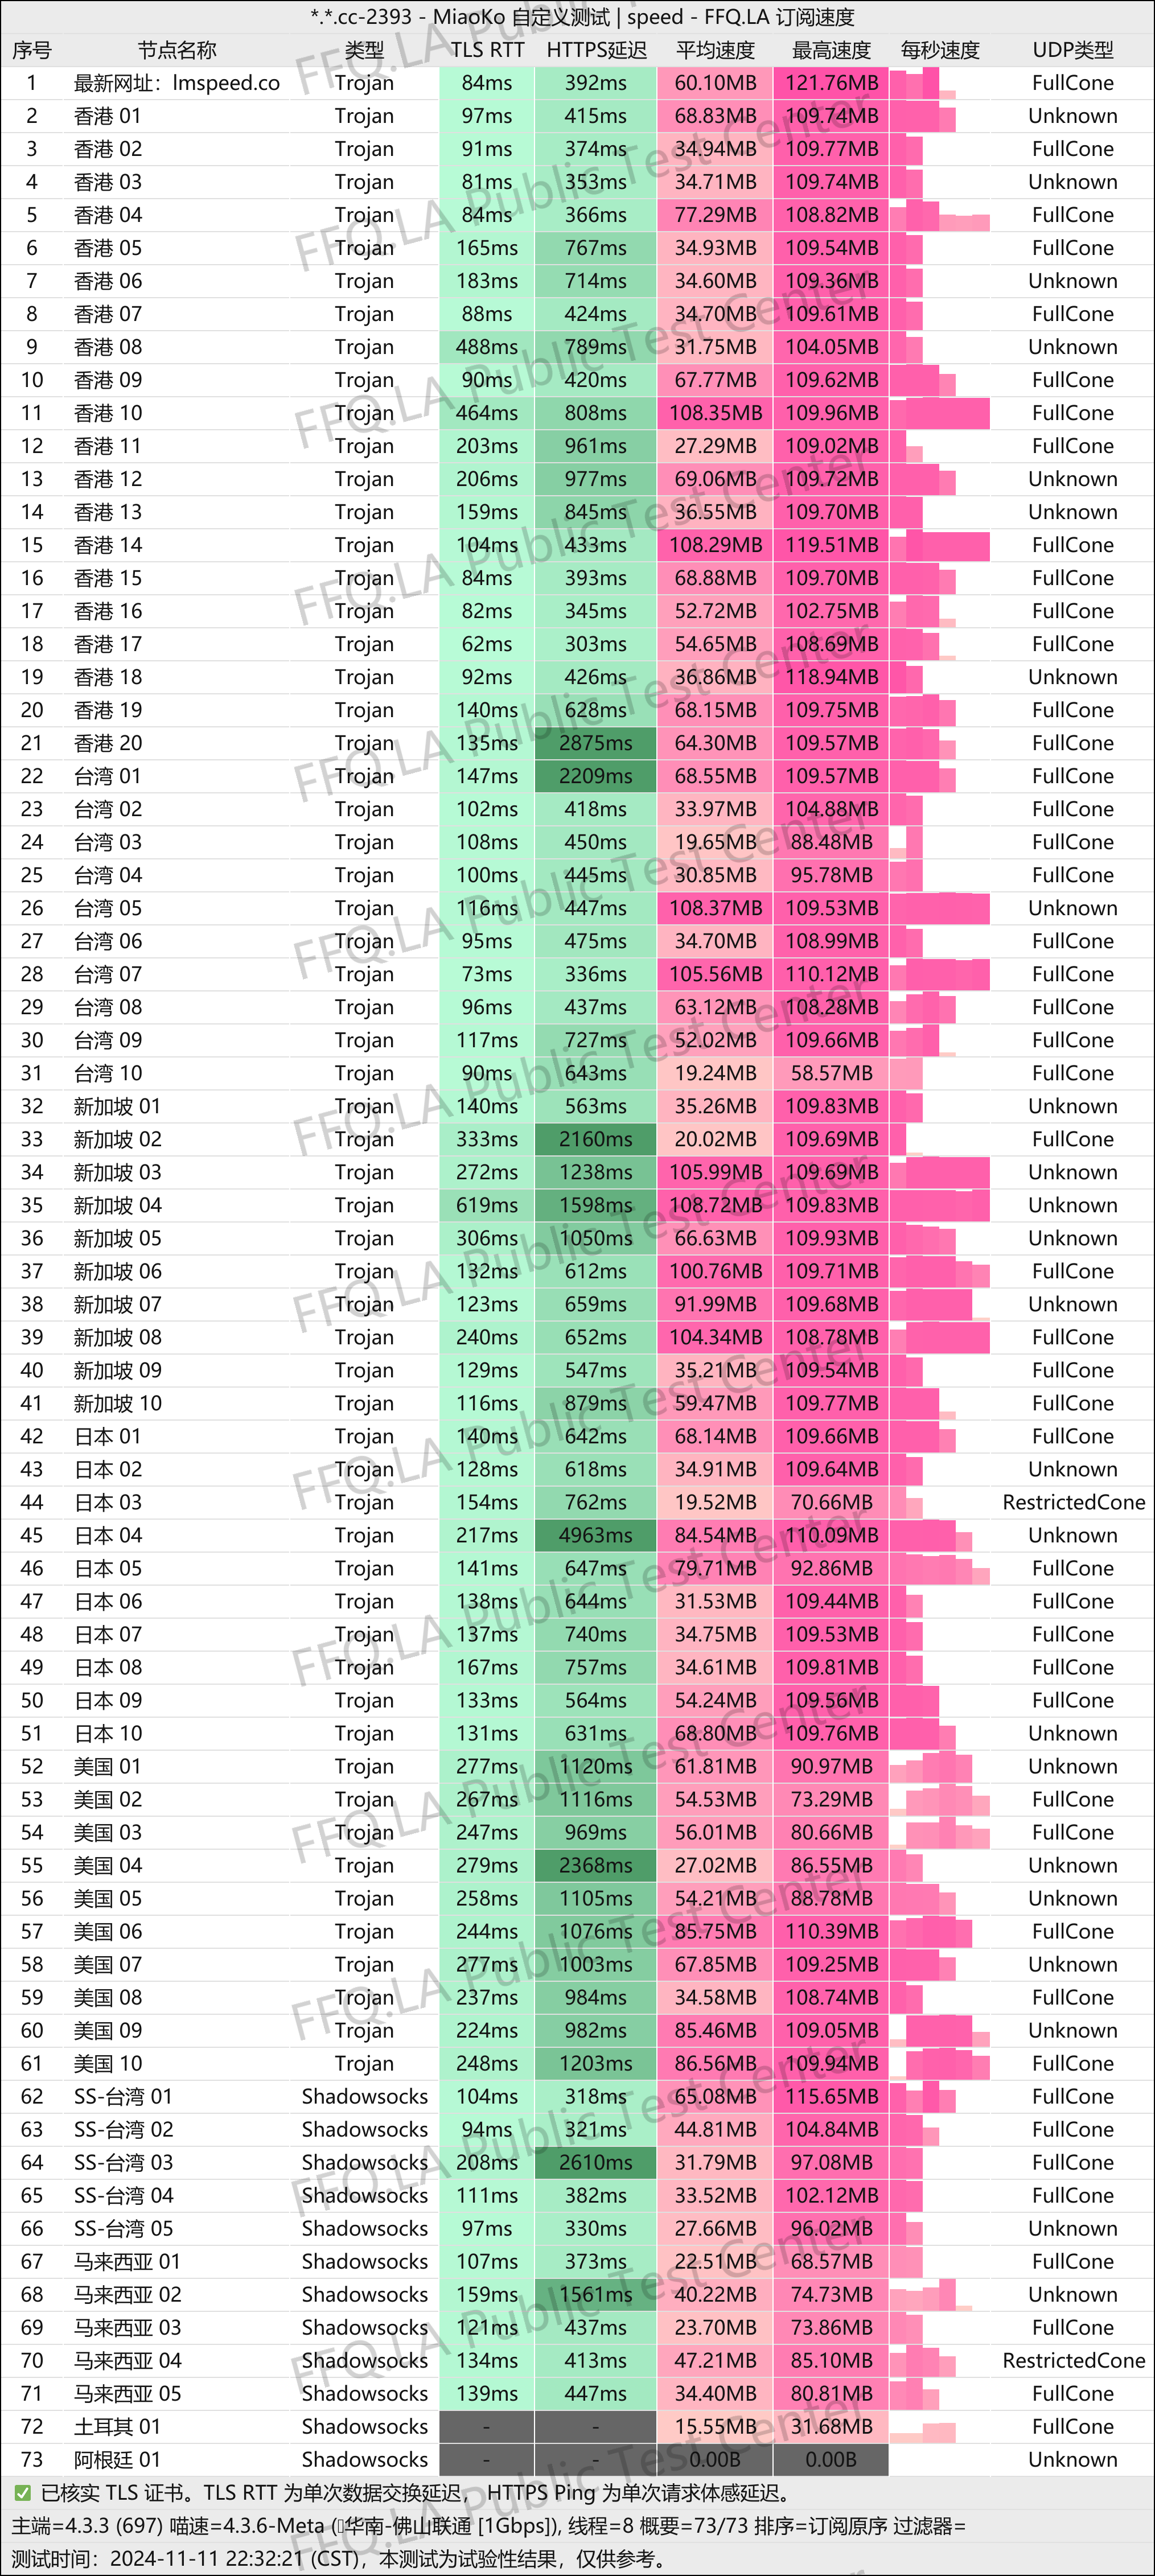 *.*.cc-2393 - MiaoKo 自定义测试 | speed - FFQ.LA 订阅速度
序号 节点名称 类型 TLS RTT HTTPS延迟 平均速度 最高速度 每秒速度 UDP类型
1 最新网址：lmspeed.co Trojan 84ms 392ms 60.10MB 121.76MB FullCone
2 香港 01 Trojan 97ms 415ms 68.83MB 109.74MB Unknown
3 香港 02 Trojan 91ms 374ms 34.94MB 109.77MB FullCone
4 香港 03 Trojan 81ms 353ms 34.71MB 109.74MB Unknown
5 香港 04 Trojan 84ms 366ms 77.29MB 108.82MB FullCone
6 香港 05 Trojan 165ms 767ms 34.93MB 109.54MB FullCone
7 香港 06 Trojan 183ms 714ms 34.60MB 109.36MB Unknown
8 香港 07 Trojan 88ms 424ms 34.70MB 109.61MB FullCone
9 香港 08 Trojan 488ms 789ms 31.75MB 104.05MB Unknown
10 香港 09 Trojan 90ms 420ms 67.77MB 109.62MB FullCone
11 香港 10 Trojan 464ms 808ms 108.35MB 109.96MB FullCone
12 香港 11 Trojan 203ms 961ms 27.29MB 109.02MB FullCone
13 香港 12 Trojan 206ms 977ms 69.06MB 109.72MB Unknown
14 香港 13 Trojan 159ms 845ms 36.55MB 109.70MB Unknown
15 香港 14 Trojan 104ms 433ms 108.29MB 119.51MB FullCone
16 香港 15 Trojan 84ms 393ms 68.88MB 109.70MB FullCone
17 香港 16 Trojan 82ms 345ms 52.72MB 102.75MB FullCone
18 香港 17 Trojan 62ms 303ms 54.65MB 108.69MB FullCone
19 香港 18 Trojan 92ms 426ms 36.86MB 118.94MB Unknown
20 香港 19 Trojan 140ms 628ms 68.15MB 109.75MB FullCone
21 香港 20 Trojan 135ms 2875ms 64.30MB 109.57MB FullCone
22 台湾 01 Trojan 147ms 2209ms 68.55MB 109.57MB FullCone
23 台湾 02 Trojan 102ms 418ms 33.97MB 104.88MB FullCone
24 台湾 03 Trojan 108ms 450ms 19.65MB 88.48MB FullCone
25 台湾 04 Trojan 100ms 445ms 30.85MB 95.78MB FullCone
26 台湾 05 Trojan 116ms 447ms 108.37MB 109.53MB Unknown
27 台湾 06 Trojan 95ms 475ms 34.70MB 108.99MB FullCone
28 台湾 07 Trojan 73ms 336ms 105.56MB 110.12MB FullCone
29 台湾 08 Trojan 96ms 437ms 63.12MB 108.28MB FullCone
30 台湾 09 Trojan 117ms 727ms 52.02MB 109.66MB FullCone
31 台湾 10 Trojan 90ms 643ms 19.24MB 58.57MB FullCone
32 新加坡 01 Trojan 140ms 563ms 35.26MB 109.83MB Unknown
33 新加坡 02 Trojan 333ms 2160ms 20.02MB 109.69MB FullCone
34 新加坡 03 Trojan 272ms 1238ms 105.99MB 109.69MB Unknown
35 新加坡 04 Trojan 619ms 1598ms 108.72MB 109.83MB Unknown
36 新加坡 05 Trojan 306ms 1050ms 66.63MB 109.93MB Unknown
37 新加坡 06 Trojan 132ms 612ms 100.76MB 109.71MB FullCone
38 新加坡 07 Trojan 123ms 659ms 91.99MB 109.68MB Unknown
39 新加坡 08 Trojan 240ms 652ms 104.34MB 108.78MB FullCone
40 新加坡 09 Trojan 129ms 547ms 35.21MB 109.54MB FullCone
41 新加坡 10 Trojan 116ms 879ms 59.47MB 109.77MB FullCone
42 日本 01 Trojan 140ms 642ms 68.14MB 109.66MB FullCone
43 日本 02 Trojan 128ms 618ms 34.91MB 109.64MB Unknown
44 日本 03 Trojan 154ms 762ms 19.52MB 70.66MB RestrictedCone
45 日本 04 Trojan 217ms 4963ms 84.54MB 110.09MB Unknown
46 日本 05 Trojan 141ms 647ms 79.71MB 92.86MB FullCone
47 日本 06 Trojan 138ms 644ms 31.53MB 109.44MB FullCone
48 日本 07 Trojan 137ms 740ms 34.75MB 109.53MB FullCone
49 日本 08 Trojan 167ms 757ms 34.61MB 109.81MB FullCone
50 日本 09 Trojan 133ms 564ms 54.24MB 109.56MB FullCone
51 日本 10 Trojan 131ms 631ms 68.80MB 109.76MB Unknown
52 美国 01 Trojan 277ms 1120ms 61.81MB 90.97MB Unknown
53 美国 02 Trojan 267ms 1116ms 54.53MB 73.29MB FullCone
54 美国 03 Trojan 247ms 969ms 56.01MB 80.66MB FullCone
55 美国 04 Trojan 279ms 2368ms 27.02MB 86.55MB Unknown
56 美国 05 Trojan 258ms 1105ms 54.21MB 88.78MB Unknown
57 美国 06 Trojan 244ms 1076ms 85.75MB 110.39MB FullCone
58 美国 07 Trojan 277ms 1003ms 67.85MB 109.25MB Unknown
59 美国 08 Trojan 237ms 984ms 34.58MB 108.74MB FullCone
60 美国 09 Trojan 224ms 982ms 85.46MB 109.05MB Unknown
61 美国 10 Trojan 248ms 1203ms 86.56MB 109.94MB FullCone
62 SS-台湾 01 Shadowsocks 104ms 318ms 65.08MB 115.65MB FullCone
63 SS-台湾 02 Shadowsocks 94ms 321ms 44.81MB 104.84MB FullCone
64 SS-台湾 03 Shadowsocks 208ms 2610ms 31.79MB 97.08MB FullCone
65 SS-台湾 04 Shadowsocks 111ms 382ms 33.52MB 102.12MB FullCone
66 SS-台湾 05 Shadowsocks 97ms 330ms 27.66MB 96.02MB Unknown
67 马来西亚 01 Shadowsocks 107ms 373ms 22.51MB 68.57MB FullCone
68 马来西亚 02 Shadowsocks 159ms 1561ms 40.22MB 74.73MB Unknown
69 马来西亚 03 Shadowsocks 121ms 437ms 23.70MB 73.86MB FullCone
70 马来西亚 04 Shadowsocks 134ms 413ms 47.21MB 85.10MB RestrictedCone
71 马来西亚 05 Shadowsocks 139ms 447ms 34.40MB 80.81MB FullCone
72 土耳其 01 Shadowsocks - - 15.55MB 31.68MB FullCone
73 阿根廷 01 Shadowsocks - - 0.00B 0.00B Unknown
✅ 已核实 TLS 证书。TLS RTT 为单次数据交换延迟， HTTPS Ping 为单次请求体感延迟。
主端=4.3.3 (697) 喵速=4.3.6-Meta (▯华南-佛山联通 [1Gbps]), 线程=8 概要=73/73 排序=订阅原序 过滤器=
测试时间：2024-11-11 22:32:21 (CST)，本测试为试验性结果，仅供参考。